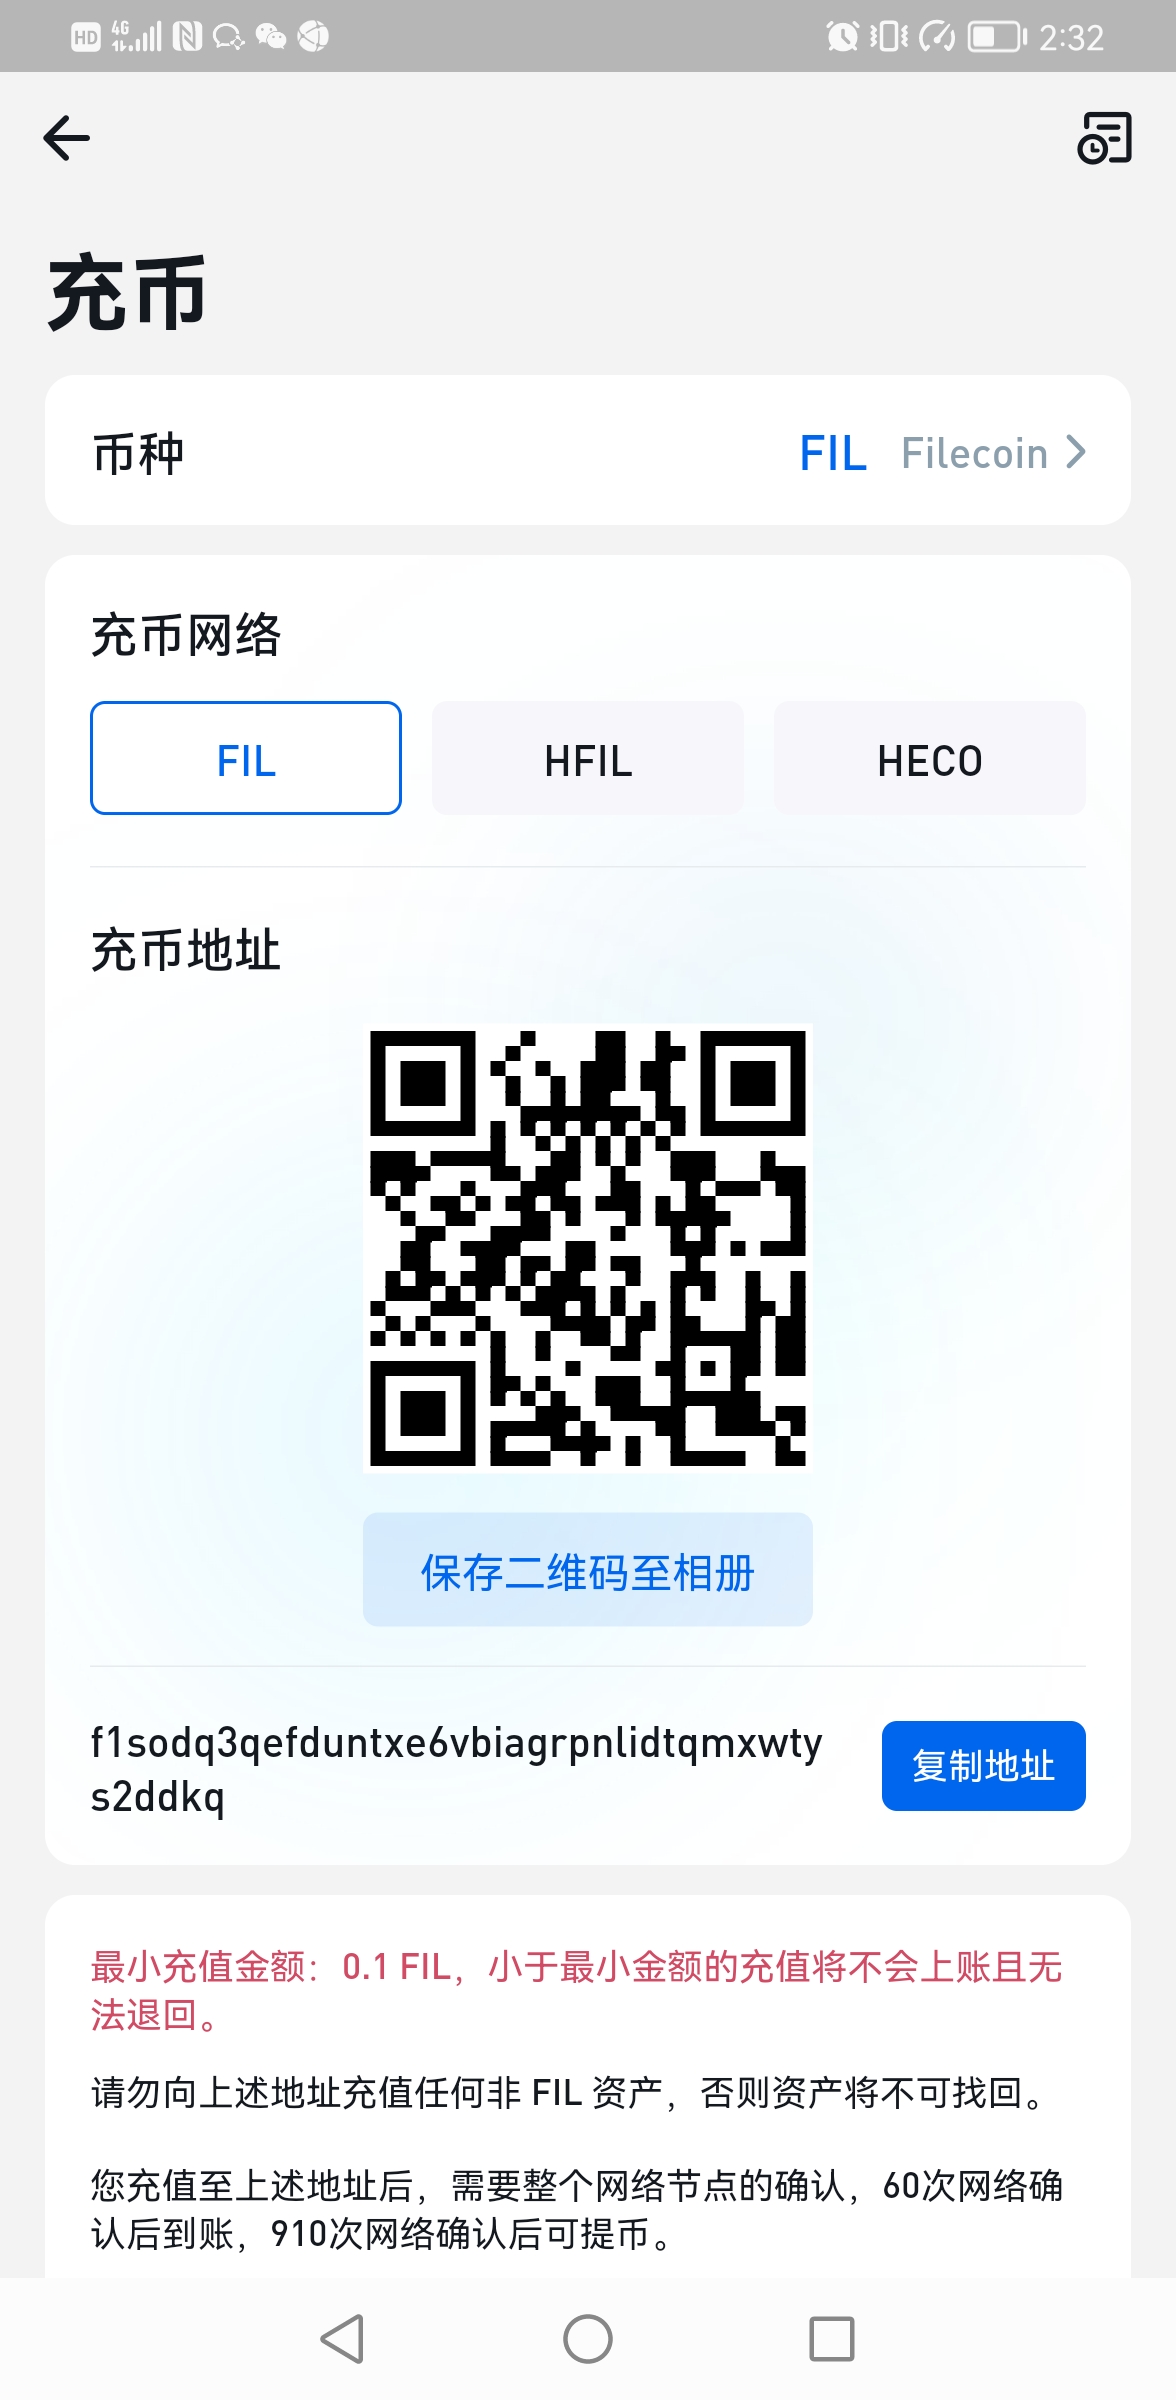 HD 4G 2:32
充币
币种 FIL Filecoin
充币网络
FIL HFIL HECO
充币地址
保存二维码至相册
f1sodq3qefduntxe6vbiagrpnlidtqmxwty
s2ddkq
复制地址
最小充值金额：0.1 FIL，小于最小金额的充值将不会上账且无
法退回。
请勿向上述地址充值任何非 FIL 资产，否则资产将不可找回。
您充值至上述地址后，需要整个网络节点的确认，60次网络确
认后到账，910次网络确认后可提币。